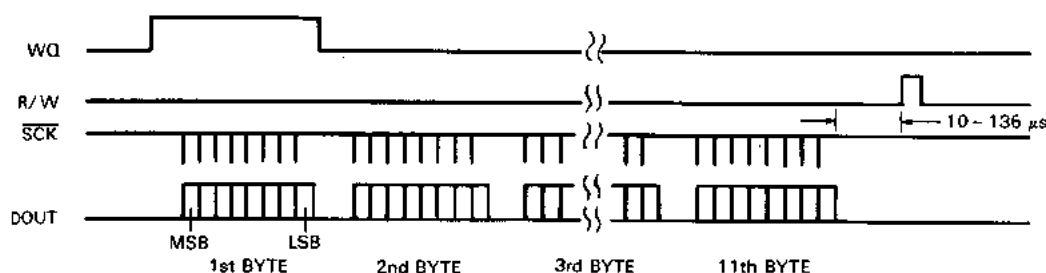 WQ
R/W
SCK
10 – 136 μs
DOUT
MSB
LSB
1st BYTE
2nd BYTE
3rd BYTE
11th BYTE